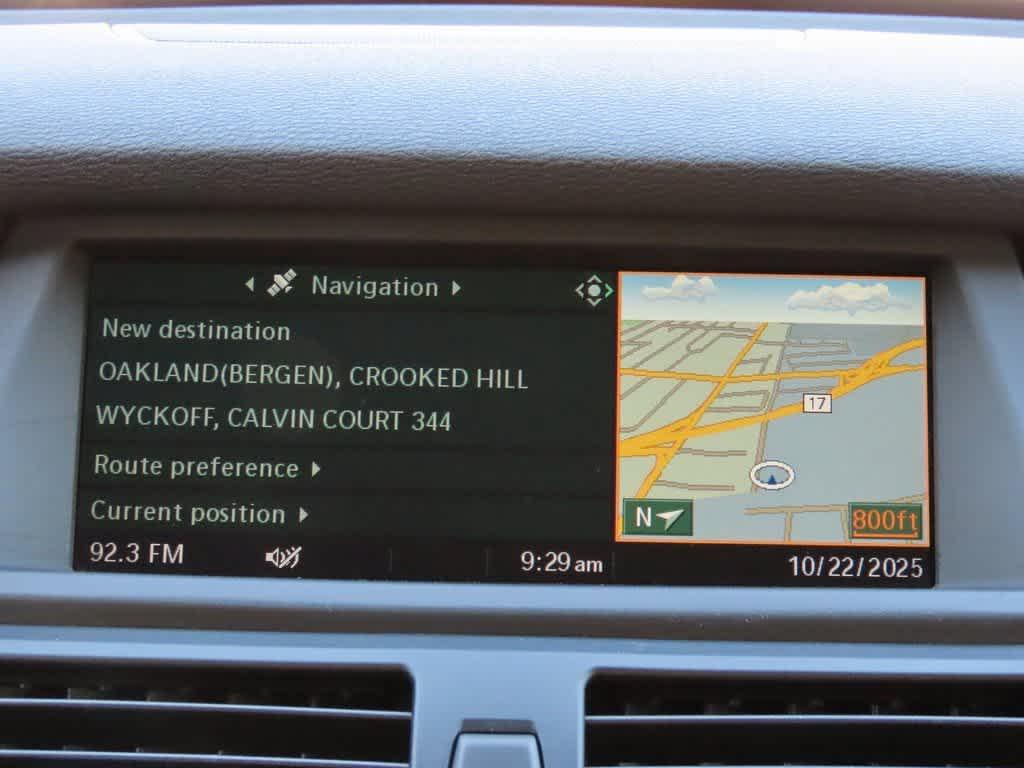 Navigation
New destination
OAKLAND(BERGEN), CROOKED HILL
WYCKOFF, CALVIN COURT 344
Route preference
Current position
17
N
800ft
92.3 FM
9:29 am
10/22/2025